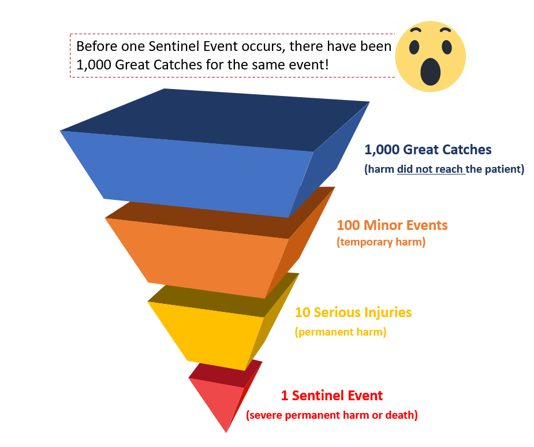 Before one Sentinel Event occurs, there have been
1,000 Great Catches for the same event!
1,000 Great Catches
(harm did not reach the patient)
100 Minor Events
(temporary harm)
10 Serious Injuries
(permanent harm)
1 Sentinel Event
(severe permanent harm or death)